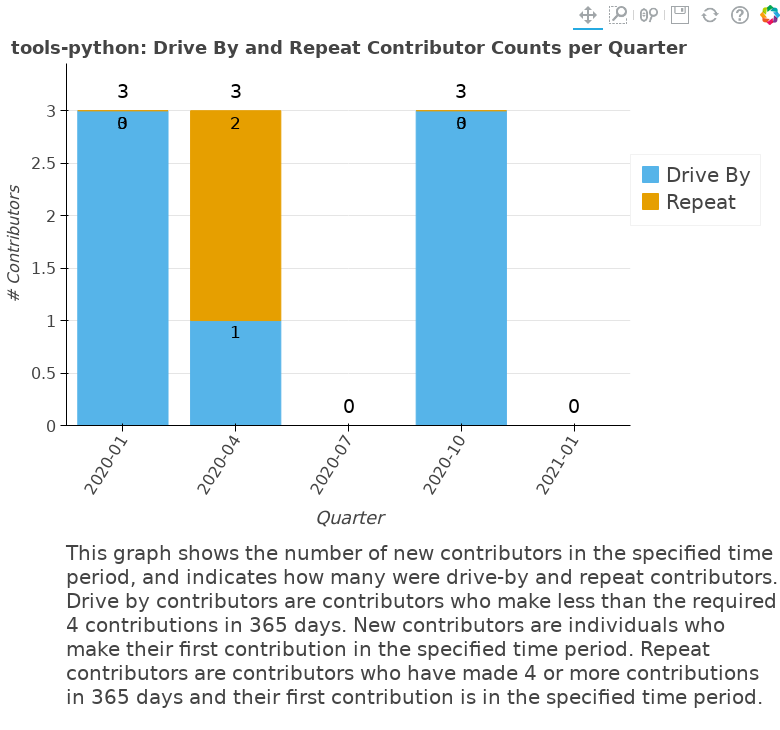 tools-python: Drive By and Repeat Contributor Counts per Quarter
3 3 3
3
0 3 2 0 3
2.5
2
1.5
1
1
0.5
0 0
0
# Contributors
Drive By
Repeat
2020-01 2020-04 2020-07 2020-10 2021-01
Quarter
This graph shows the number of new contributors in the specified time
period, and indicates how many were drive-by and repeat contributors.
Drive by contributors are contributors who make less than the required
4 contributions in 365 days. New contributors are individuals who
make their first contribution in the specified time period. Repeat
contributors are contributors who have made 4 or more contributions
in 365 days and their first contribution is in the specified time period.